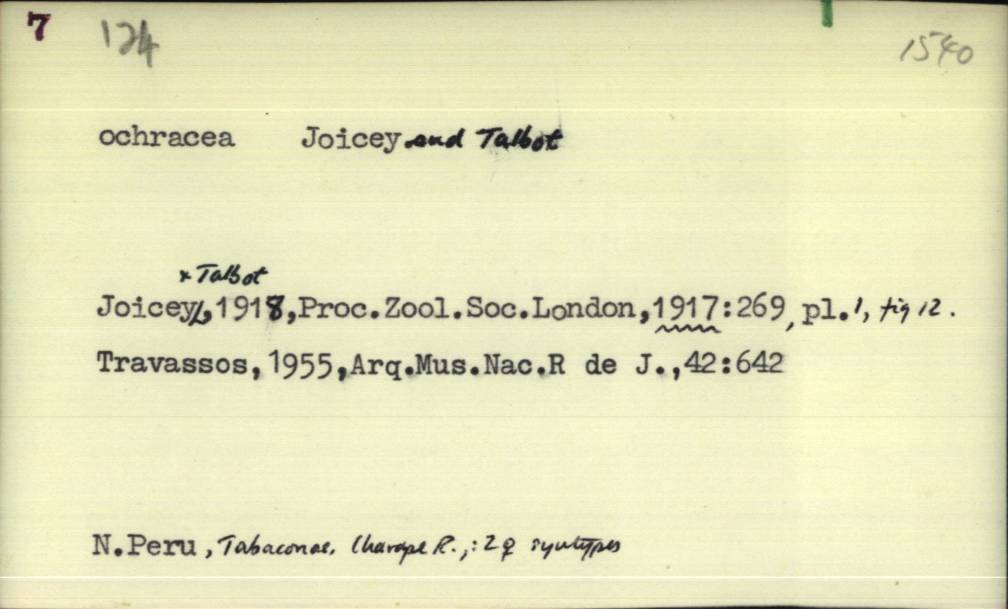 7 124 1540
ochracea Joicey and Talbot
& Talbot
Joicey, 1918, Proc.Zool.Soc.London, 1917:269, pl.1, fig 12.
Travassos, 1955, Arq.Mus.Nac.R de J., 42:642
N.Peru, Tabaconas, Charape R.,: 2 ♀ syntypes